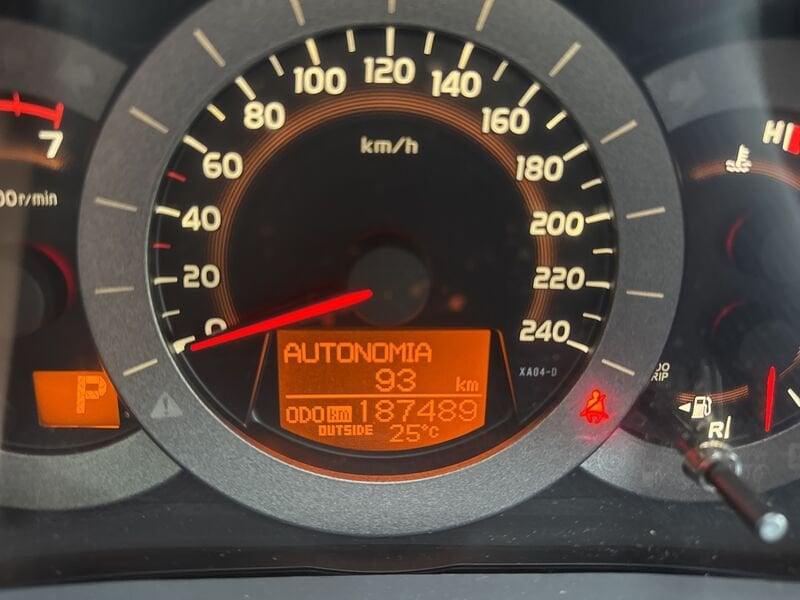 7
00r/min
P
0
20
40
60
80
100
120
140
160
180
200
220
240
km/h
AUTONOMIA
93 km
ODO km 187489
OUTSIDE 25°C
XA04-D
H
R